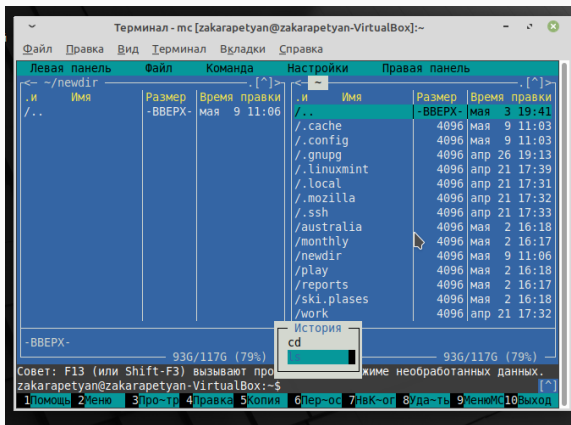 Терминал - mc [zakarapetyan@zakarapetyan-VirtualBox]:~
Файл Правка Вид Терминал Вкладки Справка
Левая панель Файл Команда Настройки Правая панель
<- ~/newdir .[^]> <- ~ .[^]>
.и Имя Размер Время правки .и Имя Размер Время правки
/.. -ВВЕРХ- мая 9 11:06 /.. -ВВЕРХ- мая 3 19:41
/.cache 4096 мая 9 11:03
/.config 4096 мая 9 11:03
/.gnupg 4096 апр 26 19:13
/.linuxmint 4096 апр 21 17:39
/.local 4096 апр 21 17:31
/.mozilla 4096 апр 21 17:32
/.ssh 4096 апр 21 17:33
/australia 4096 мая 2 16:18
/monthly 4096 мая 2 16:17
/newdir 4096 мая 9 11:06
/play 4096 мая 2 16:18
/reports 4096 мая 2 16:17
/ski.plases 4096 мая 2 16:18
/work 4096 апр 21 17:32
История
-ВВЕРХ- cd
93G/117G (79%) ls 93G/117G (79%)
Совет: F13 (или Shift-F3) вызывают про жиме необработанных данных.
zakarapetyan@zakarapetyan-VirtualBox:~$ [^]
1Помощь 2Меню 3Про~тр 4Правка 5Копия 6Пер~ос 7НвК~ог 8Уда~ть 9МенюMC 10Выход